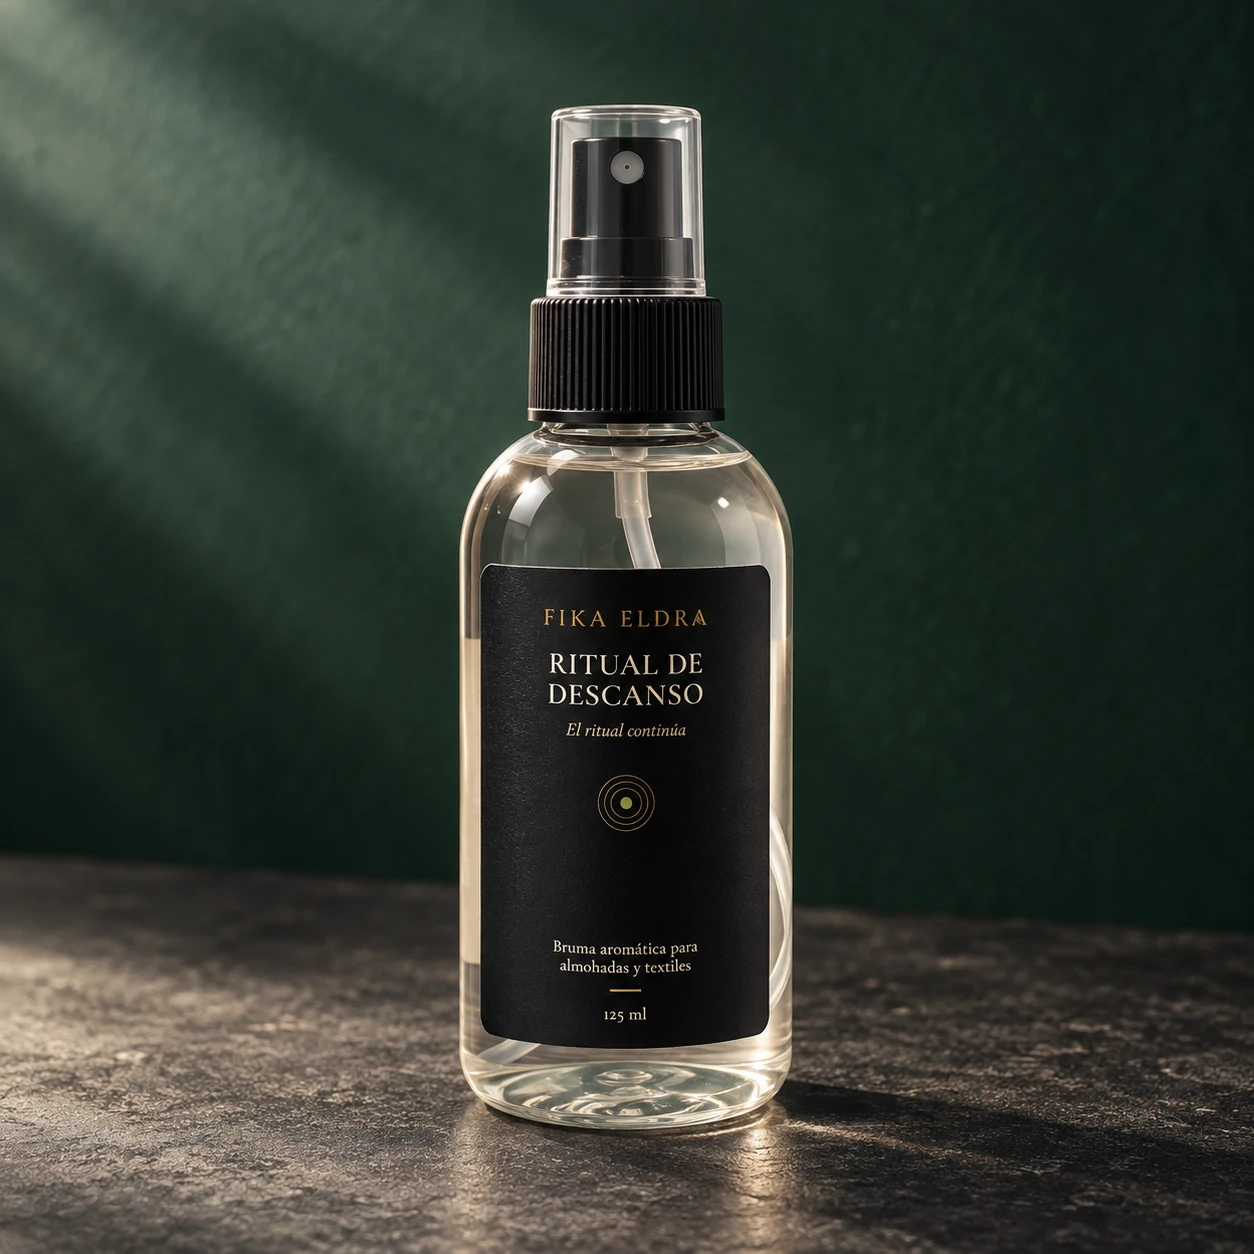 FIKA ELDRA
RITUAL DE
DESCANSO
El ritual continúa
Bruma aromática para
almohadas y textiles
125 ml